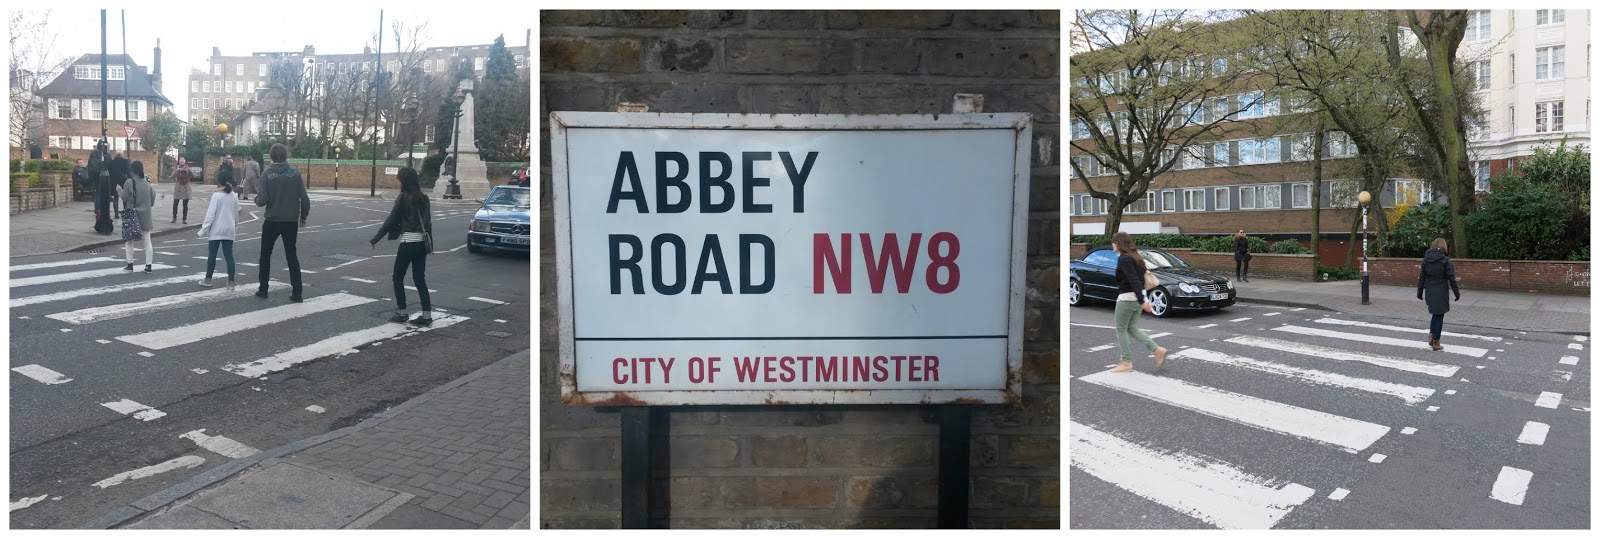 ABBEY
ROAD NW8
CITY OF WESTMINSTER